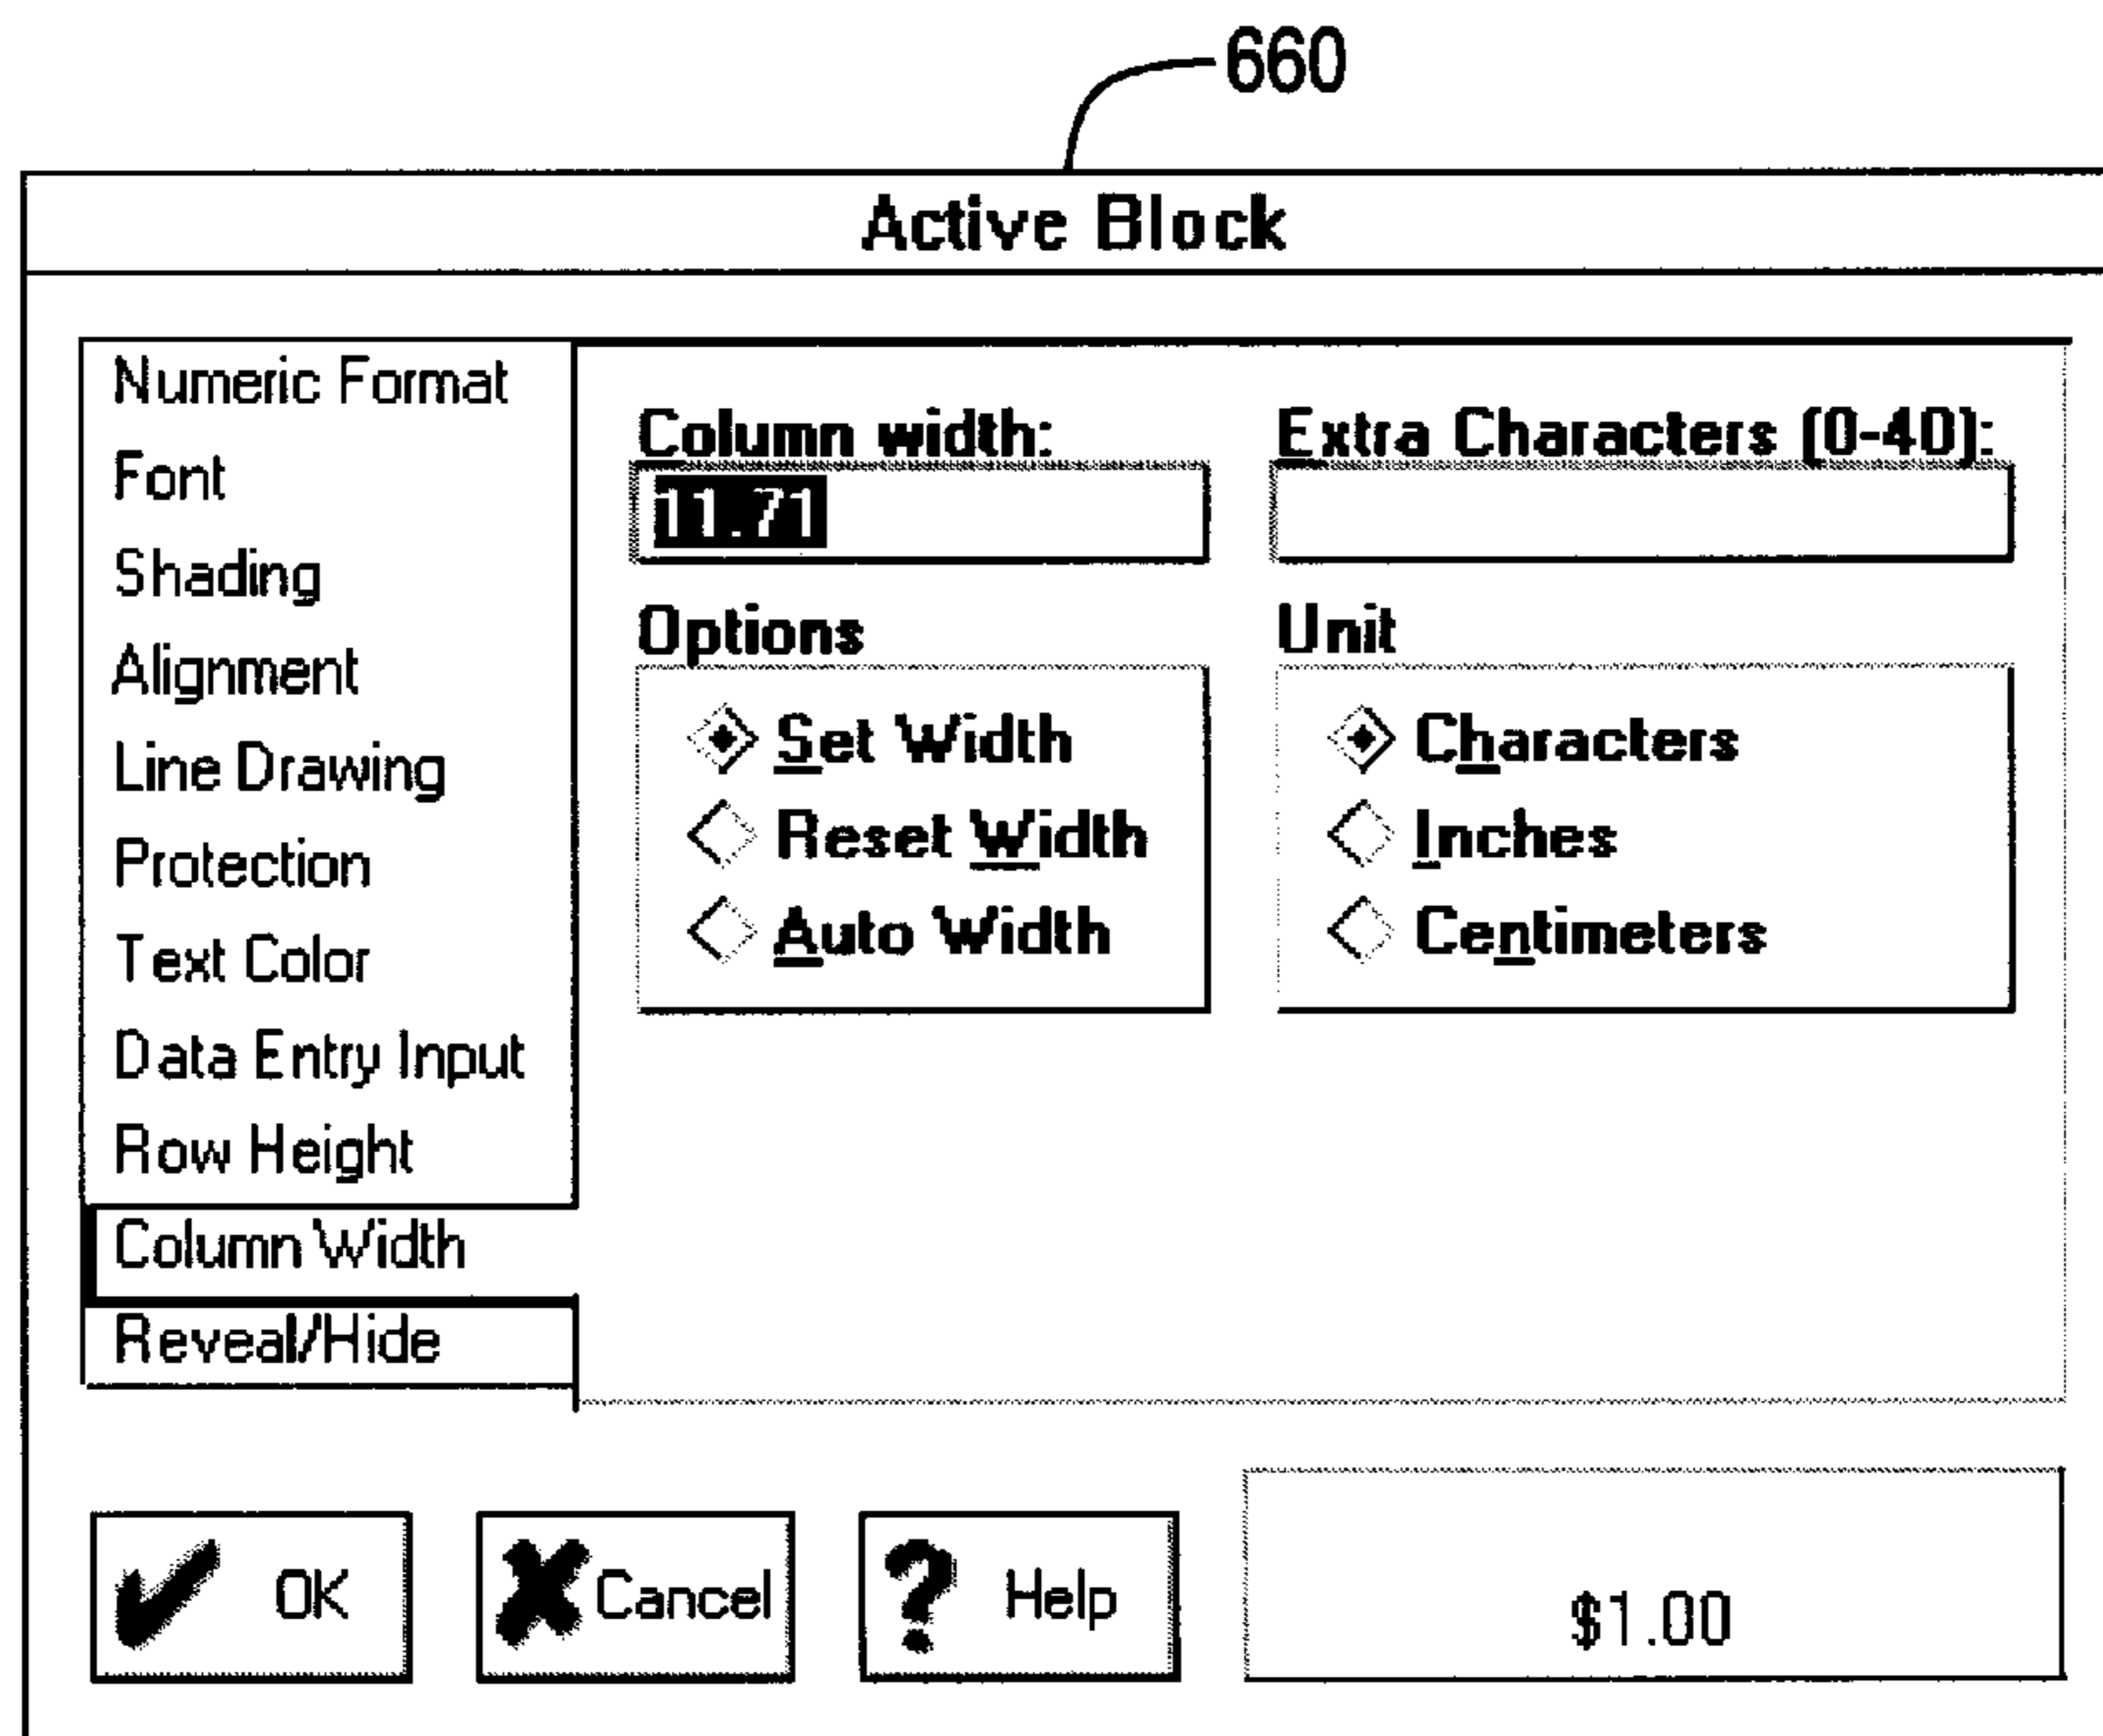 660
Active Block
Numeric Format
Font
Shading
Alignment
Line Drawing
Protection
Text Color
Data Entry Input
Row Height
Column Width
Reveal/Hide
Column width:
11.71
Extra Characters (0-40):
Options
Set Width
Reset Width
Auto Width
Unit
Characters
Inches
Centimeters
OK
Cancel
Help
$1.00